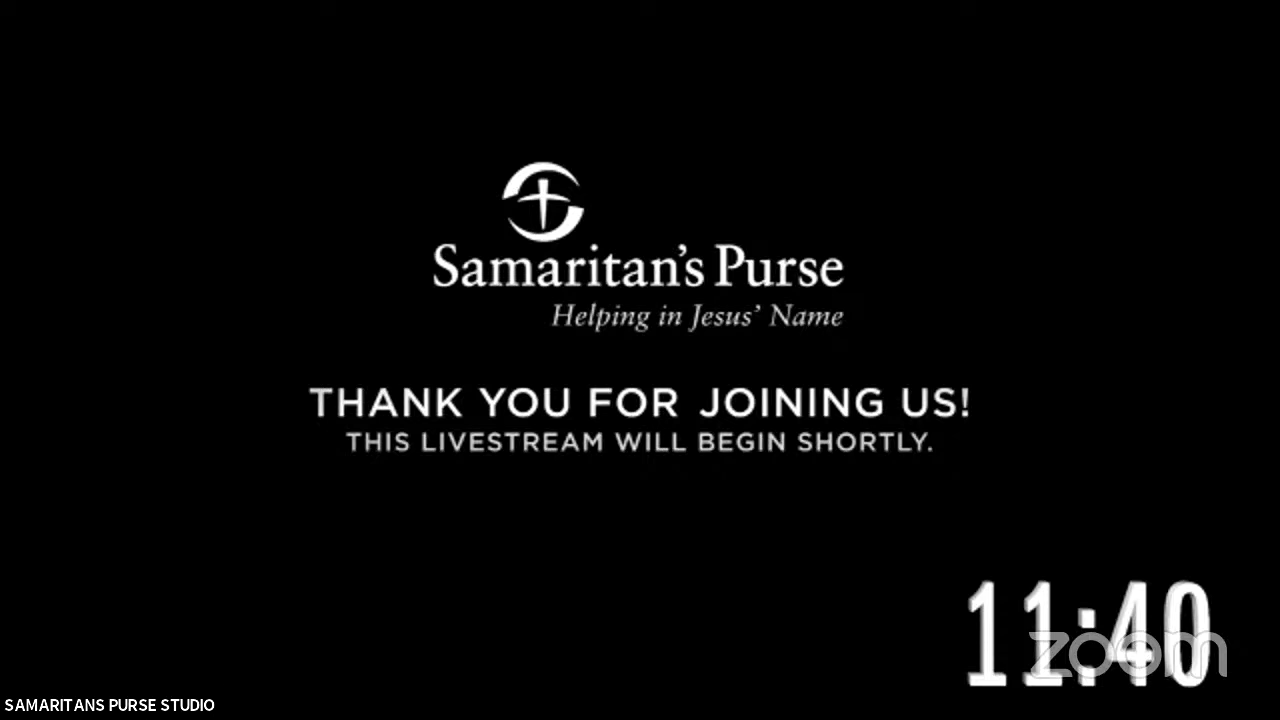 Samaritan's Purse
Helping in Jesus' Name
THANK YOU FOR JOINING US!
THIS LIVESTREAM WILL BEGIN SHORTLY.
11:40
zoom
SAMARITANS PURSE STUDIO